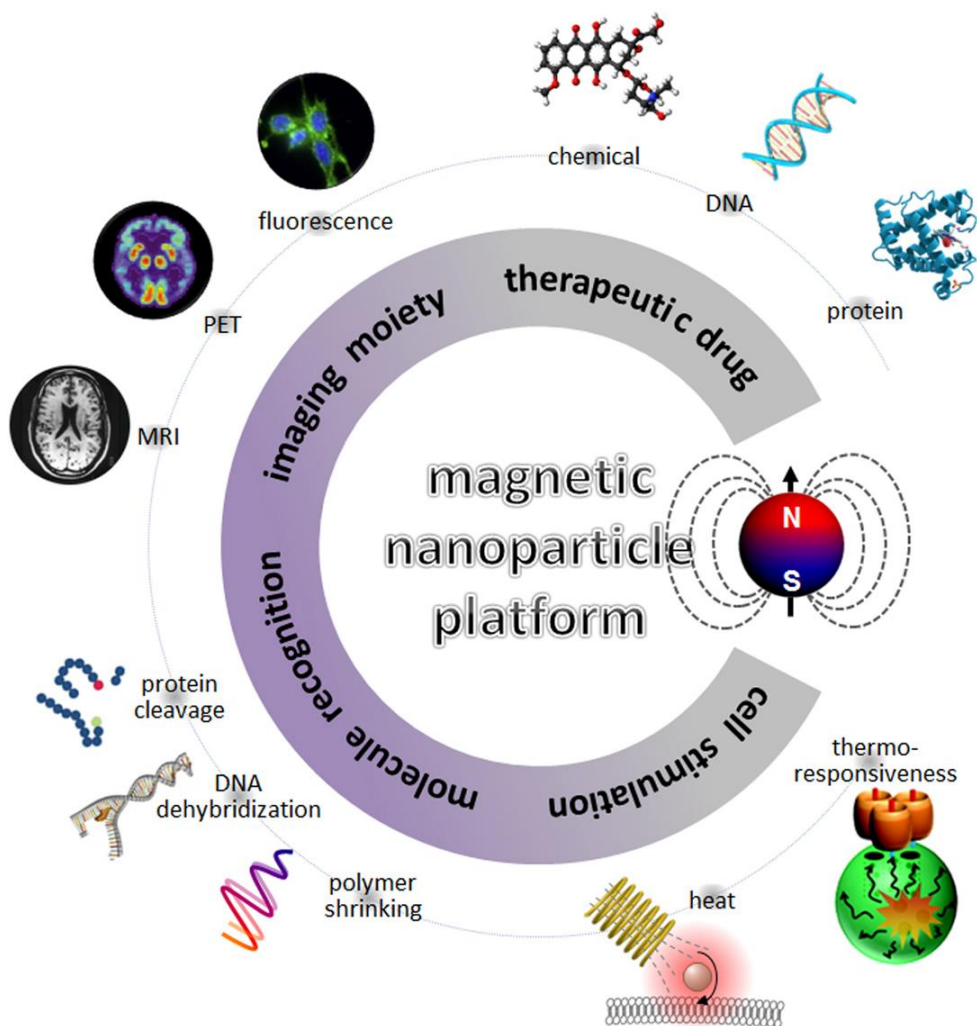 chemical
DNA
protein
fluorescence
PET
MRI
therapeutic drug
imaging moiety
magnetic
nanoparticle
platform
N
S
molecule recognition
cell stimulation
protein
cleavage
DNA
dehybridization
polymer
shrinking
heat
thermo-
responsiveness